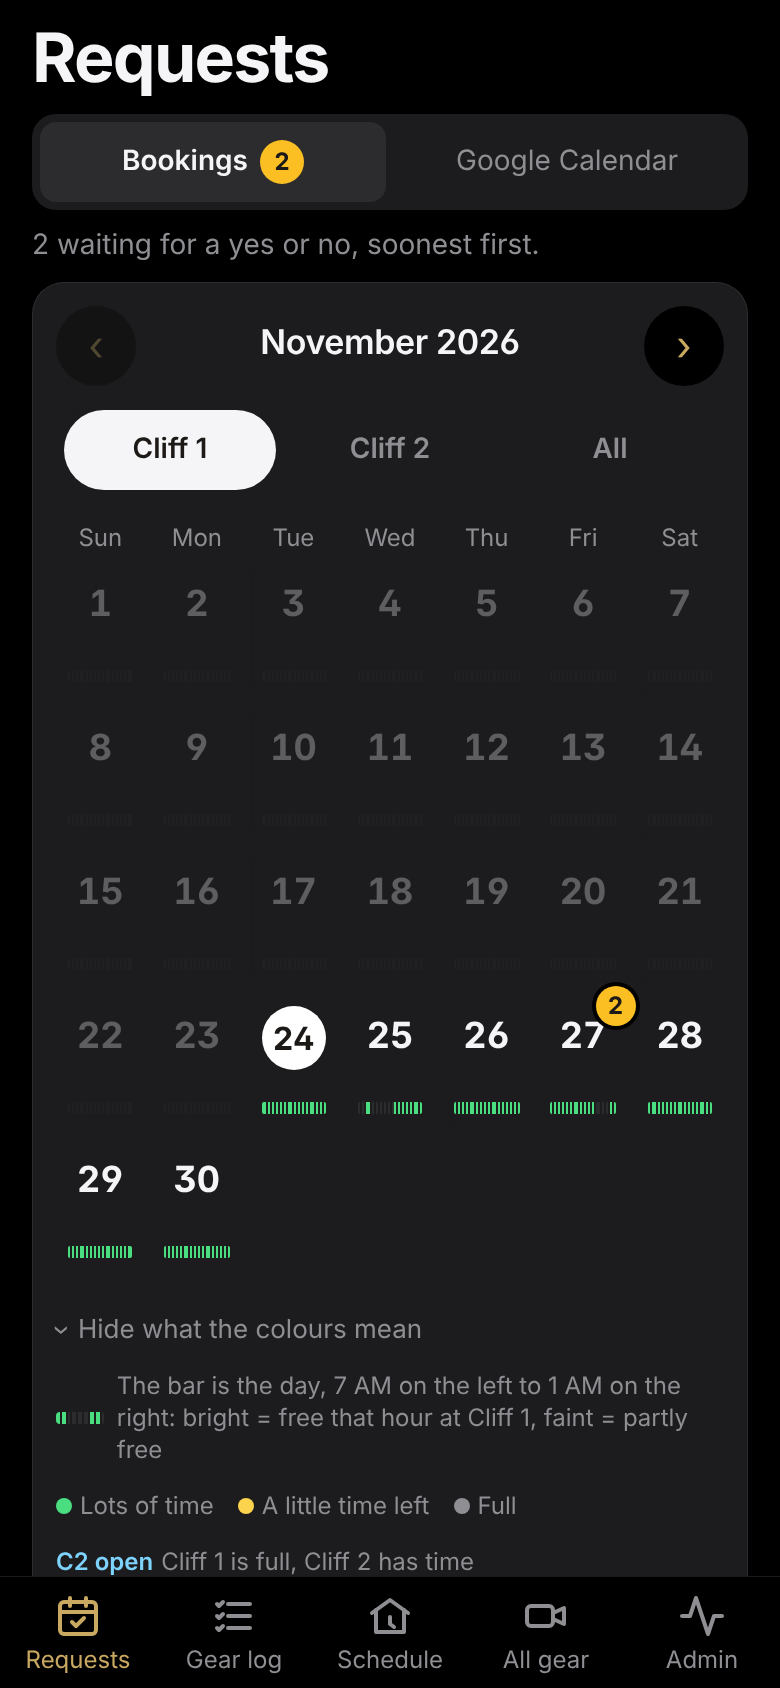 Requests
Bookings 2
Google Calendar
2 waiting for a yes or no, soonest first.
‹ November 2026 ›
Cliff 1 Cliff 2 All
Sun Mon Tue Wed Thu Fri Sat
1 2 3 4 5 6 7
8 9 10 11 12 13 14
15 16 17 18 19 20 21
22 23 24 25 26 27 2 28
29 30
Hide what the colours mean
The bar is the day, 7 AM on the left to 1 AM on the
right: bright = free that hour at Cliff 1, faint = partly
free
Lots of time A little time left Full
C2 open Cliff 1 is full, Cliff 2 has time
Requests Gear log Schedule All gear Admin